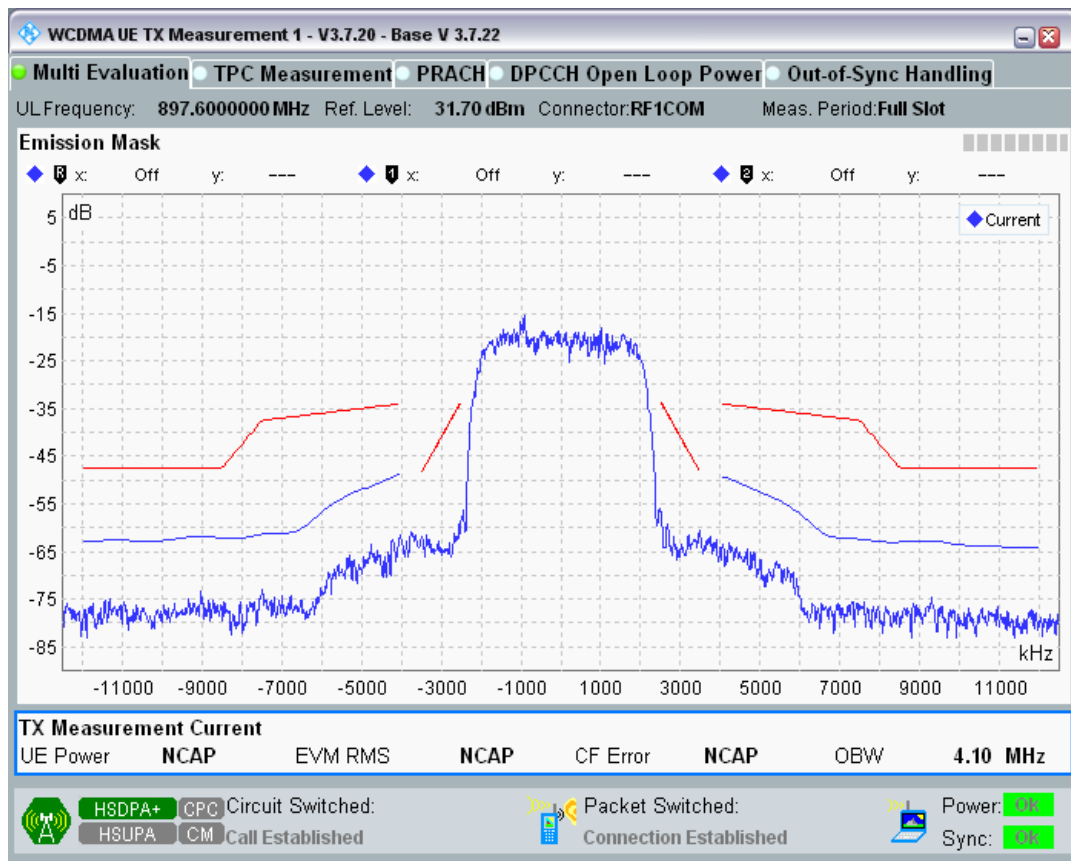 WCDMA UE TX Measurement 1 - V3.7.20 - Base V 3.7.22
Multi Evaluation TPC Measurement PRACH DPCCH Open Loop Power Out-of-Sync Handling
UL Frequency: 897.6000000 MHz Ref. Level: 31.70 dBm Connector: RF1COM Meas. Period: Full Slot
Emission Mask
R x: Off y: --- 1 x: Off y: --- 2 x: Off y: ---
dB
Current
5
-5
-15
-25
-35
-45
-55
-65
-75
-85
kHz
-11000 -9000 -7000 -5000 -3000 -1000 1000 3000 5000 7000 9000 11000
TX Measurement Current
UE Power NCAP EVM RMS NCAP CF Error NCAP OBW 4.10 MHz
HSDPA+ CPC Circuit Switched: Packet Switched: Power: Ok
HSUPA CM Call Established Connection Established Sync: Ok